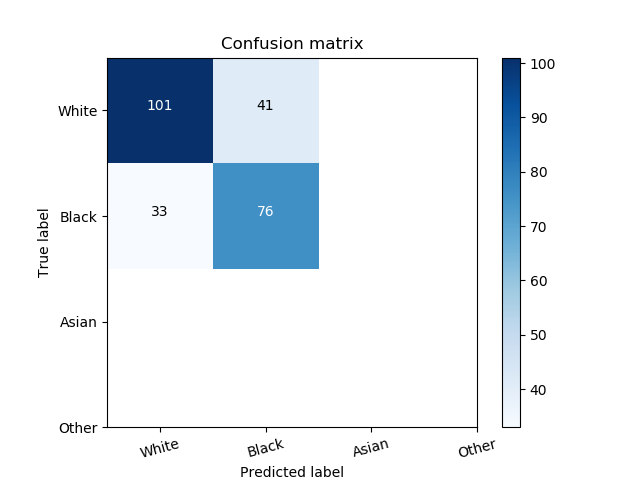 Confusion matrix
White
Black
Asian
Other
True label
101 41
33 76
White Black Asian Other
Predicted label
100
90
80
70
60
50
40